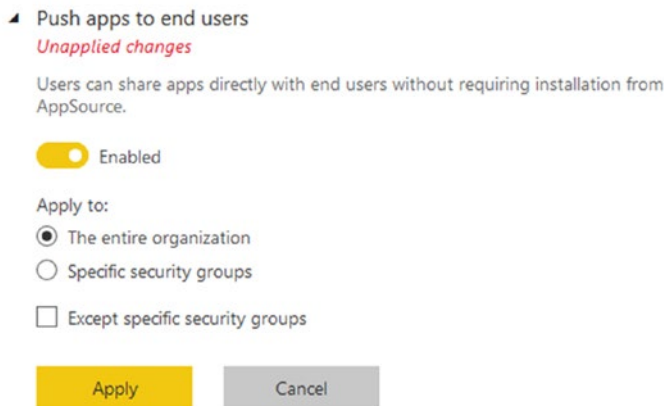 Push apps to end users
Unapplied changes
Users can share apps directly with end users without requiring installation from
AppSource.
Enabled
Apply to:
The entire organization
Specific security groups
Except specific security groups
Apply Cancel